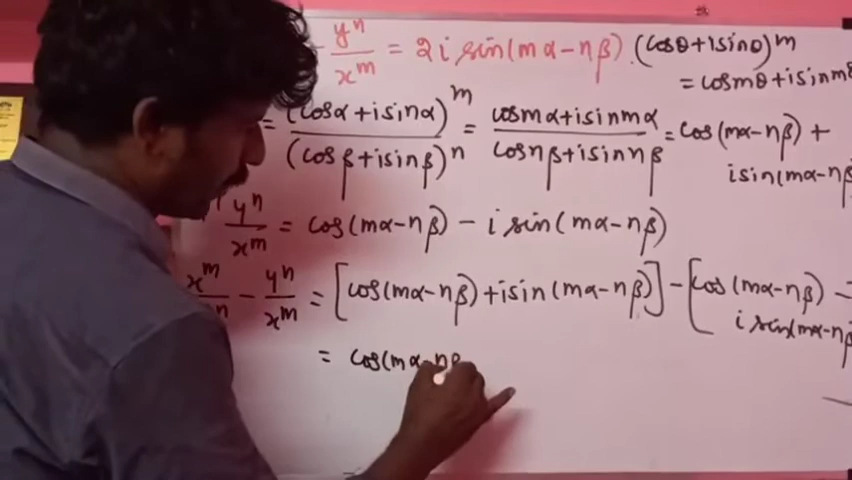 - yⁿ/xᵐ = 2i sin(mα-nβ). (cosθ+isinθ)ᵐ
= cosmθ+isinmθ
= (cosα+isinα)ᵐ/(cosβ+isinβ)ⁿ = cosmα+isinmα/cosnβ+isinnβ = cos(mα-nβ) +
isin(mα-nβ
yⁿ/xᵐ = cos(mα-nβ) - i sin(mα-nβ)
xᵐ/ⁿ - yⁿ/xᵐ = [cos(mα-nβ)+isin(mα-nβ)] - [cos(mα-nβ) -
i sin(mα-nβ
= cos(mα-nβ